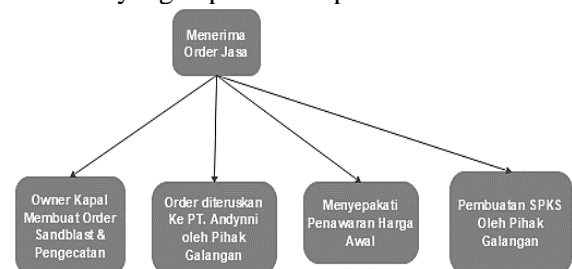 Menerima
Order Jasa
Owner Kapal
Membuat Order
Sandblast &
Pengecatan
Order diteruskan
Ke PT. Andynni
oleh Pihak
Galangan
Menyepakati
Penawaran Harga
Awal
Pembuatan SPKS
Oleh Pihak
Galangan